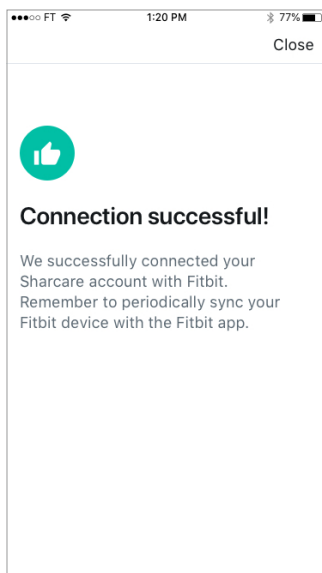 FT 1:20 PM 77%
Close
Connection successful!
We successfully connected your
Sharcare account with Fitbit.
Remember to periodically sync your
Fitbit device with the Fitbit app.